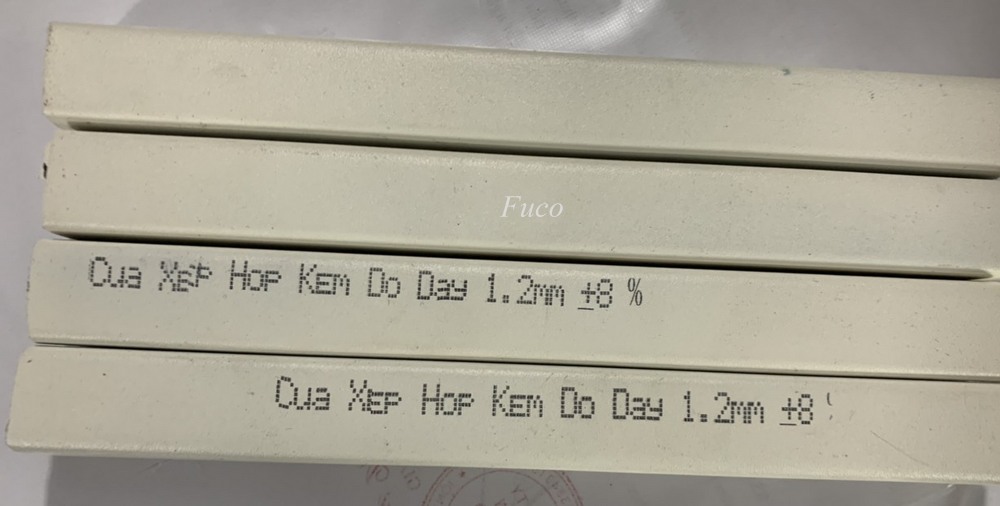 Fuco
Cua Xep Hop Kem Do Day 1.2mm ±8 %
Cua Xep Hop Kem Do Day 1.2mm ±8